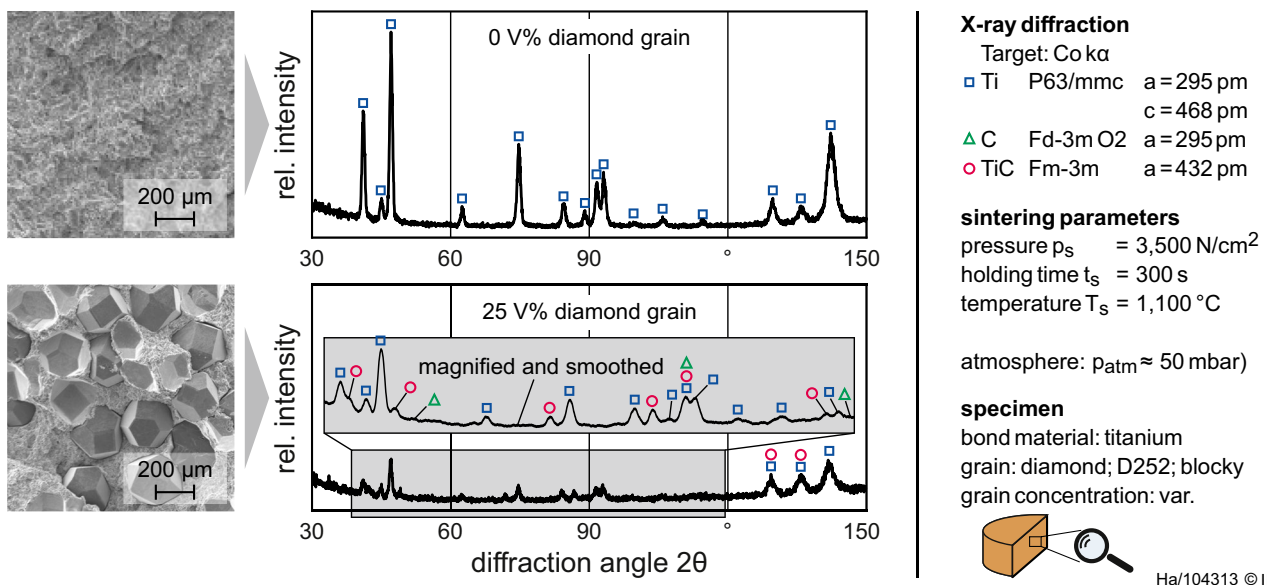 200 µm
rel. intensity
0 V% diamond grain
30 60 90 ° 150
200 µm
rel. intensity
25 V% diamond grain
magnified and smoothed
30 60 90 ° 150
diffraction angle 2θ
X-ray diffraction
Target: Co kα
Ti P63/mmc a = 295 pm
c = 468 pm
C Fd-3m O2 a = 295 pm
TiC Fm-3m a = 432 pm
sintering parameters
pressure pS = 3,500 N/cm²
holding time tS = 300 s
temperature TS = 1,100 °C
atmosphere: patm ≈ 50 mbar)
specimen
bond material: titanium
grain: diamond; D252; blocky
grain concentration: var.
Ha/104313 ©